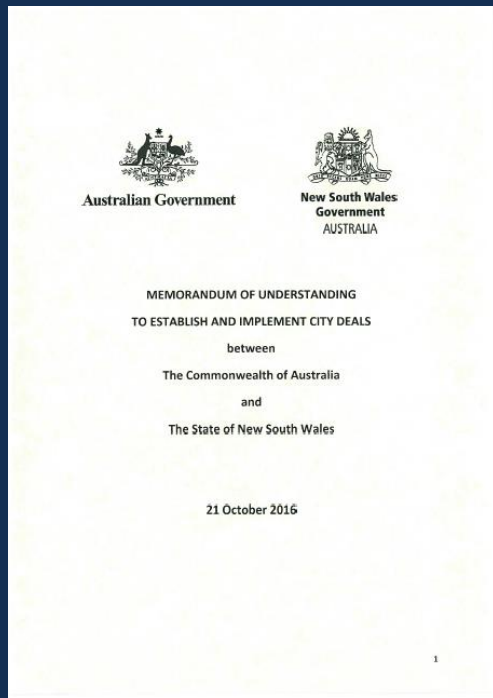 Australian Government
New South Wales
Government
AUSTRALIA
MEMORANDUM OF UNDERSTANDING
TO ESTABLISH AND IMPLEMENT CITY DEALS
between
The Commonwealth of Australia
and
The State of New South Wales
21 October 2016
1